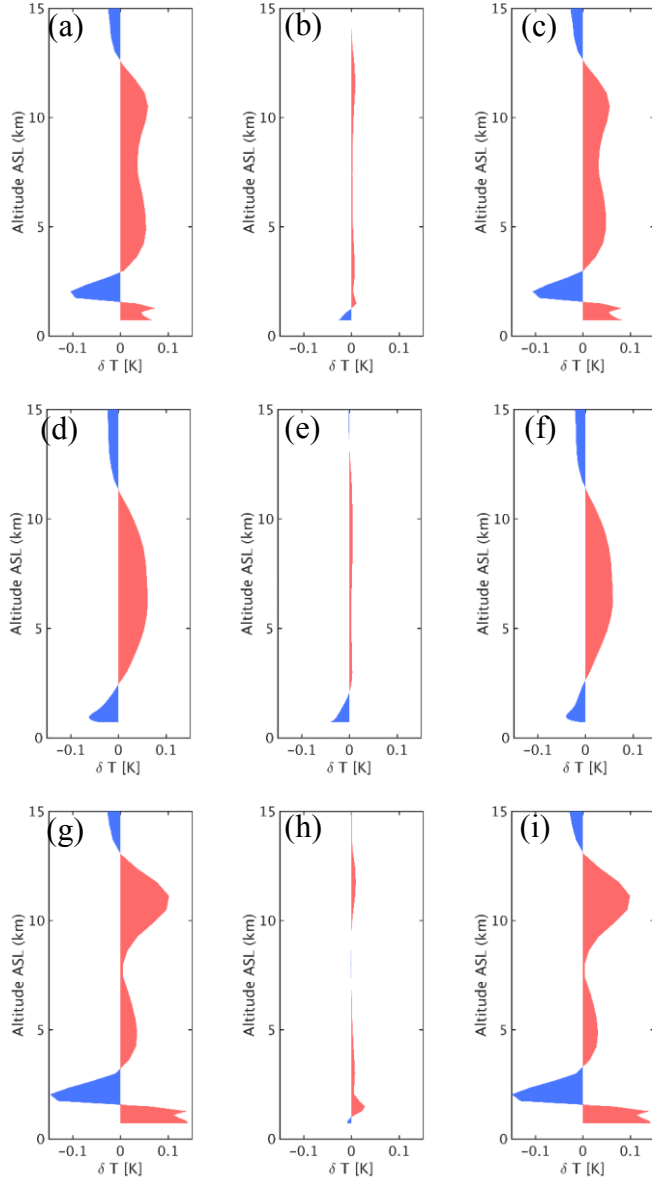 (a) (b) (c)
15 15 15
10 10 10
5 5 5
0 0 0
Altitude ASL (km) Altitude ASL (km) Altitude ASL (km)
−0.1 0 0.1 −0.1 0 0.1 −0.1 0 0.1
δ T [K] δ T [K] δ T [K]
(d) (e) (f)
15 15 15
10 10 10
5 5 5
0 0 0
Altitude ASL (km) Altitude ASL (km) Altitude ASL (km)
−0.1 0 0.1 −0.1 0 0.1 −0.1 0 0.1
δ T [K] δ T [K] δ T [K]
(g) (h) (i)
15 15 15
10 10 10
5 5 5
0 0 0
Altitude ASL (km) Altitude ASL (km) Altitude ASL (km)
−0.1 0 0.1 −0.1 0 0.1 −0.1 0 0.1
δ T [K] δ T [K] δ T [K]